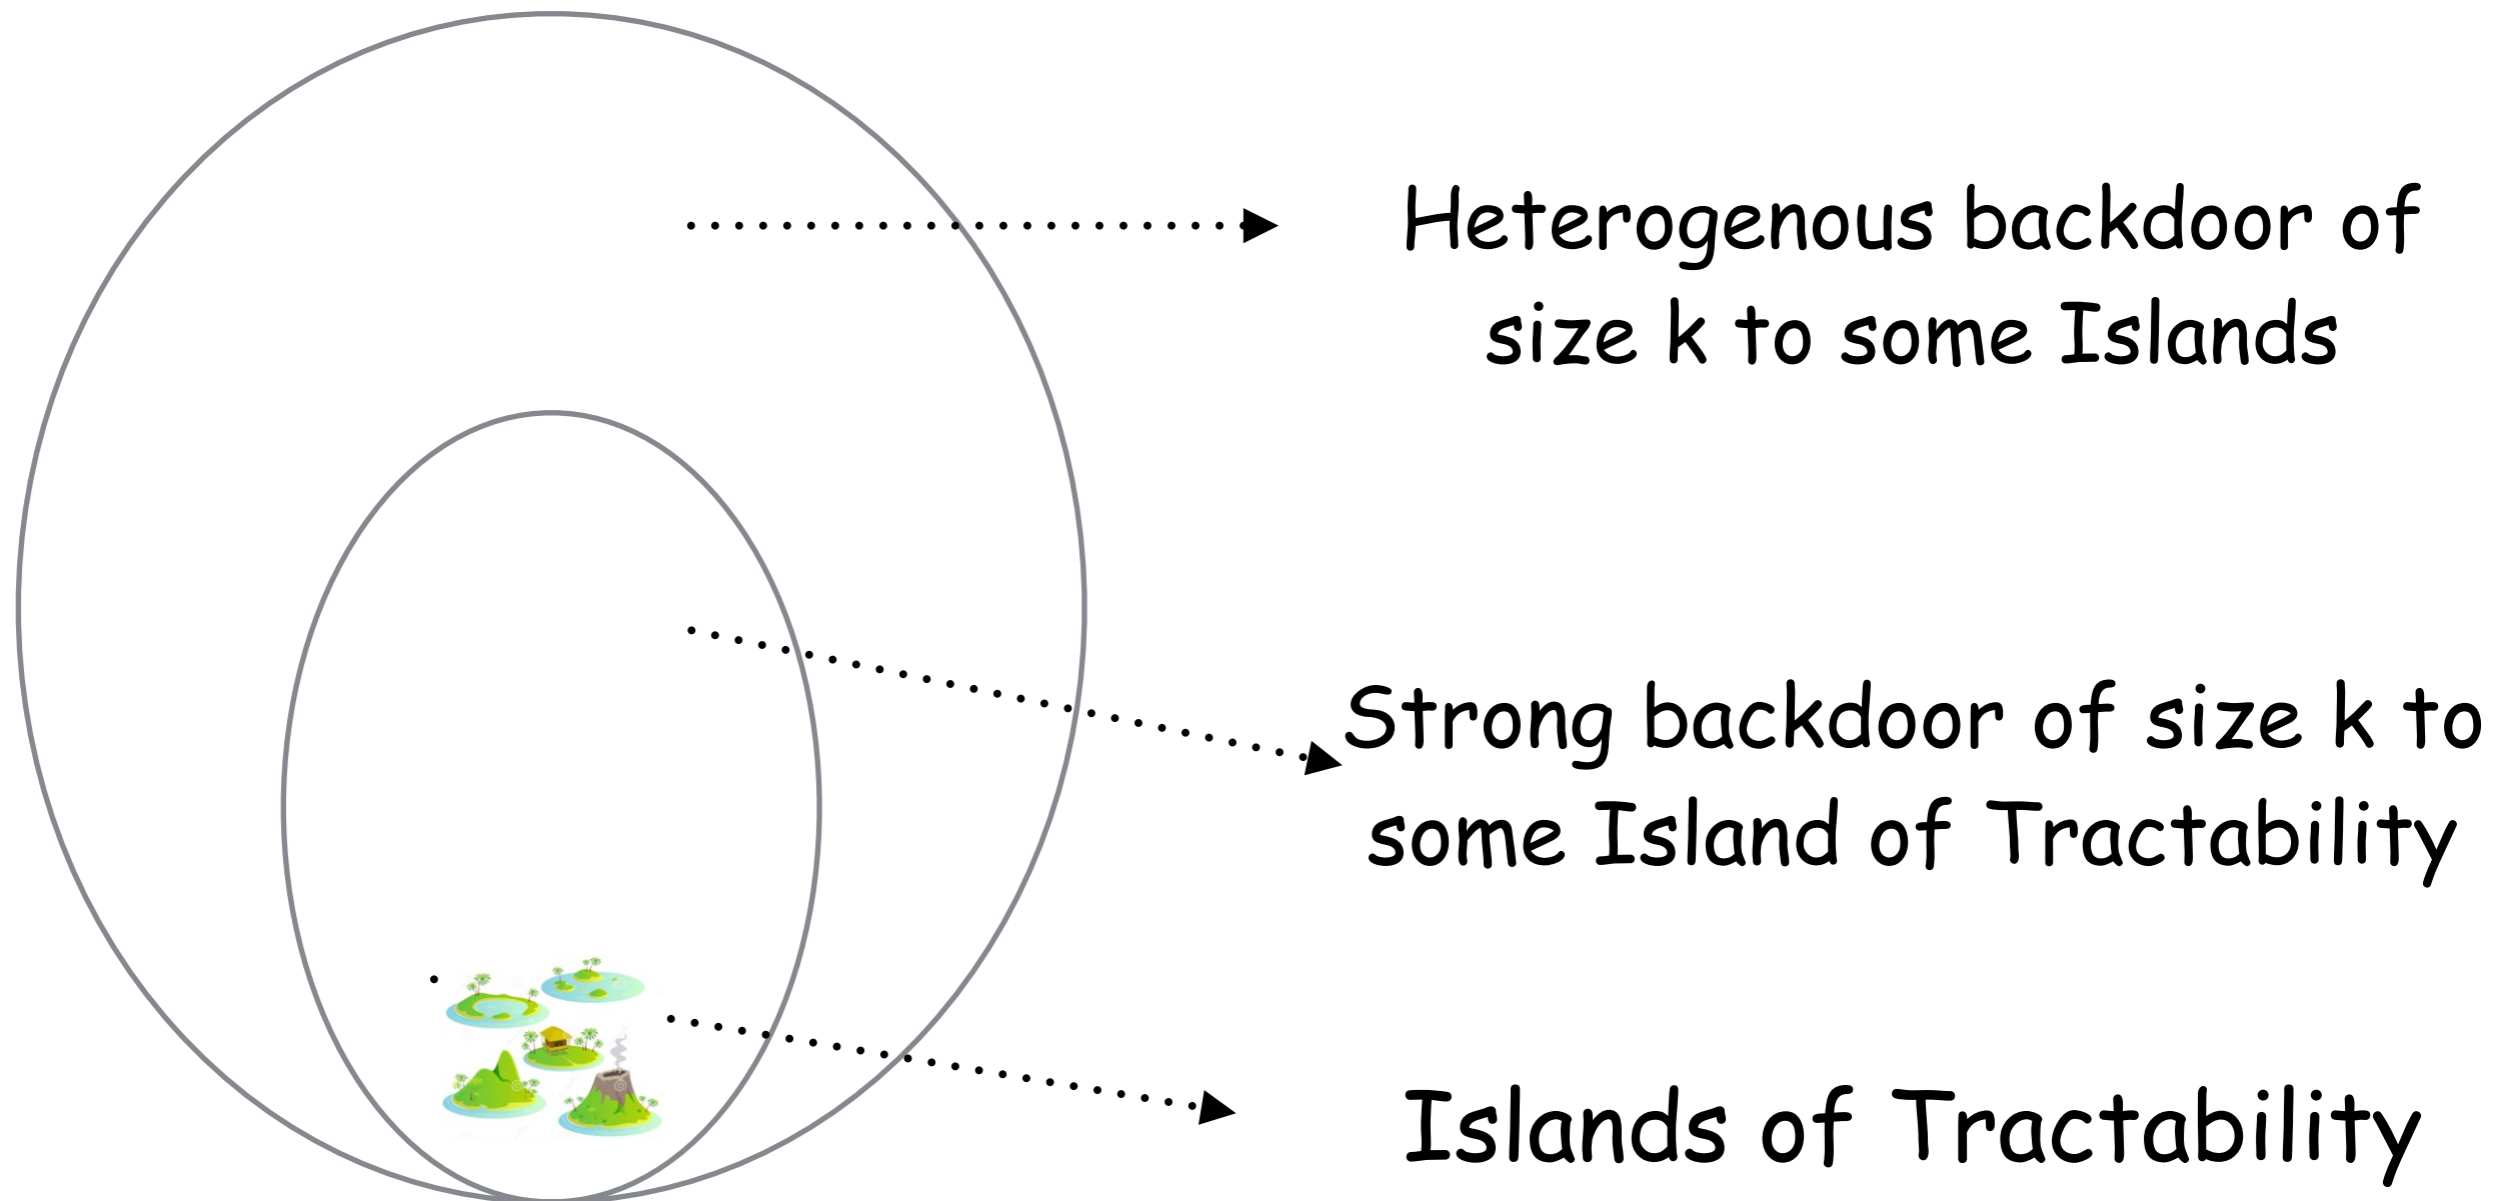 Heterogenous backdoor of
size k to some Islands
Strong backdoor of size k to
some Island of Tractability
Islands of Tractability